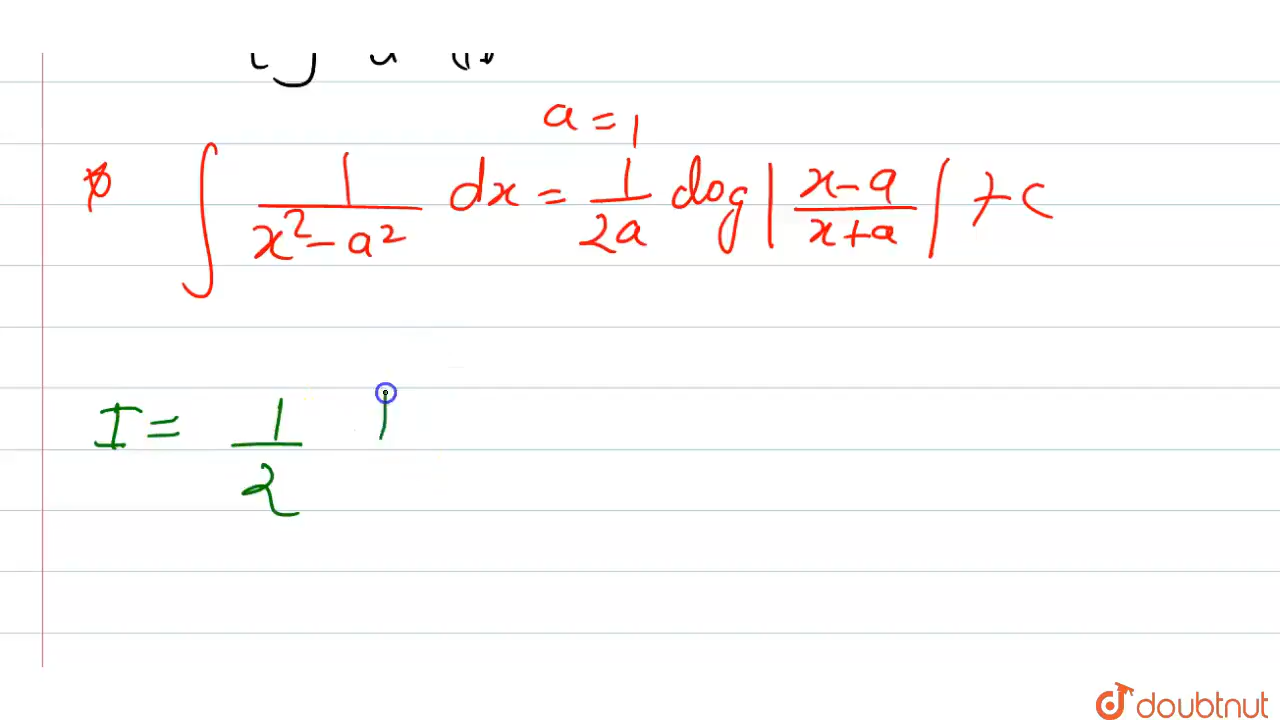 a = 1
∫ 1/(x² - a²) dx = 1/2a log |(x - a)/(x + a)| + c
I = 1/2
doubtnut